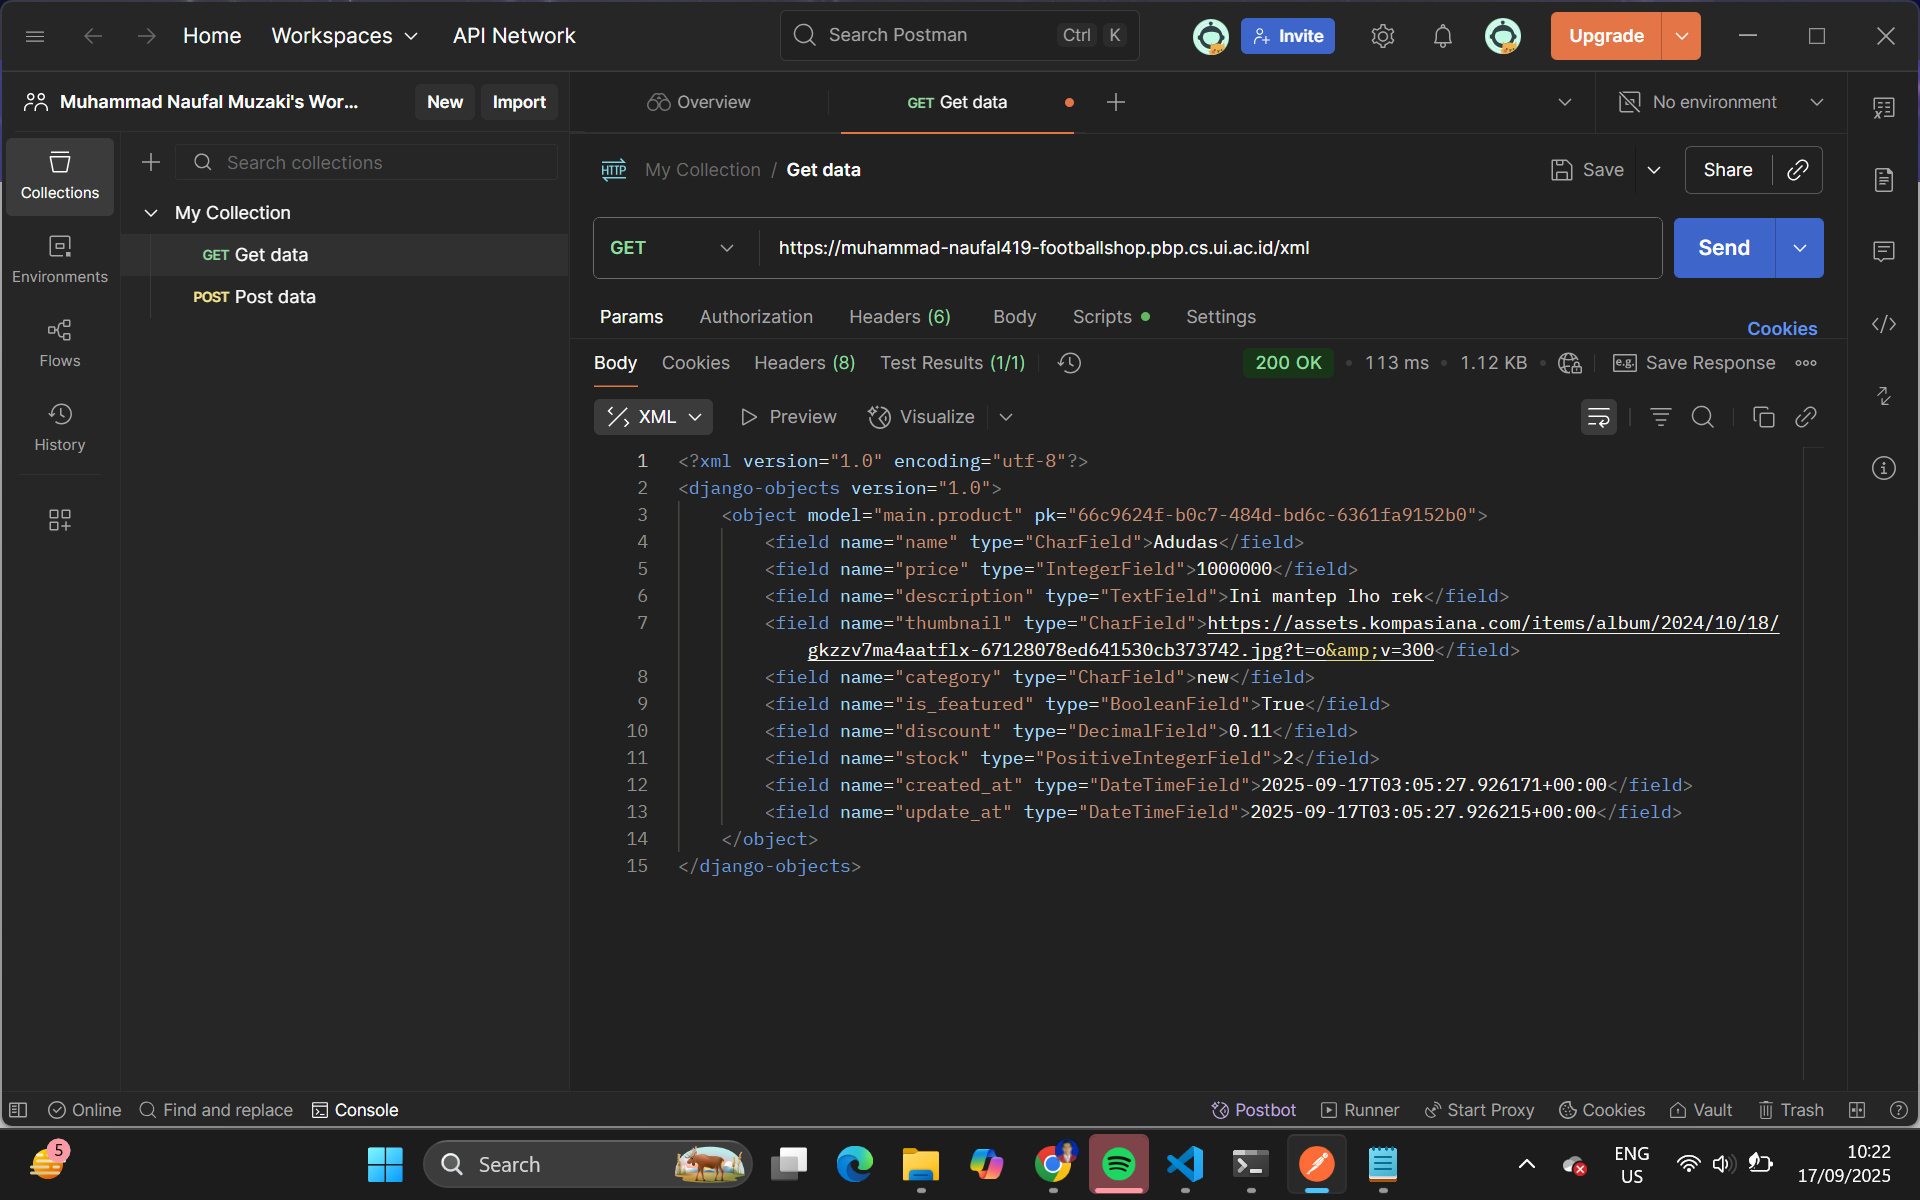 Home
Workspaces
API Network
Search Postman
Ctrl K
Invite
Upgrade
Muhammad Naufal Muzaki's Wor...
New
Import
Overview
GET Get data
No environment
Collections
Environments
Flows
History
Search collections
My Collection
GET Get data
POST Post data
HTTP
My Collection / Get data
Save
Share
GET
https://muhammad-naufal419-footballshop.pbp.cs.ui.ac.id/xml
Send
Params
Authorization
Headers (6)
Body
Scripts
Settings
Cookies
Body
Cookies
Headers (8)
Test Results (1/1)
200 OK
113 ms
1.12 KB
e.g.
Save Response
XML
Preview
Visualize
1 <?xml version="1.0" encoding="utf-8"?>
2 <django-objects version="1.0">
3 <object model="main.product" pk="66c9624f-b0c7-484d-bd6c-6361fa9152b0">
4 <field name="name" type="CharField">Adudas</field>
5 <field name="price" type="IntegerField">1000000</field>
6 <field name="description" type="TextField">Ini mantep lho rek</field>
7 <field name="thumbnail" type="CharField">https://assets.kompasiana.com/items/album/2024/10/18/
gkzzv7ma4aatflx-67128078ed641530cb373742.jpg?t=o&amp;v=300</field>
8 <field name="category" type="CharField">new</field>
9 <field name="is_featured" type="BooleanField">True</field>
10 <field name="discount" type="DecimalField">0.11</field>
11 <field name="stock" type="PositiveIntegerField">2</field>
12 <field name="created_at" type="DateTimeField">2025-09-17T03:05:27.926171+00:00</field>
13 <field name="update_at" type="DateTimeField">2025-09-17T03:05:27.926215+00:00</field>
14 </object>
15 </django-objects>
Online
Find and replace
Console
Postbot
Runner
Start Proxy
Cookies
Vault
Trash
5
Search
ENG
US
10:22
17/09/2025